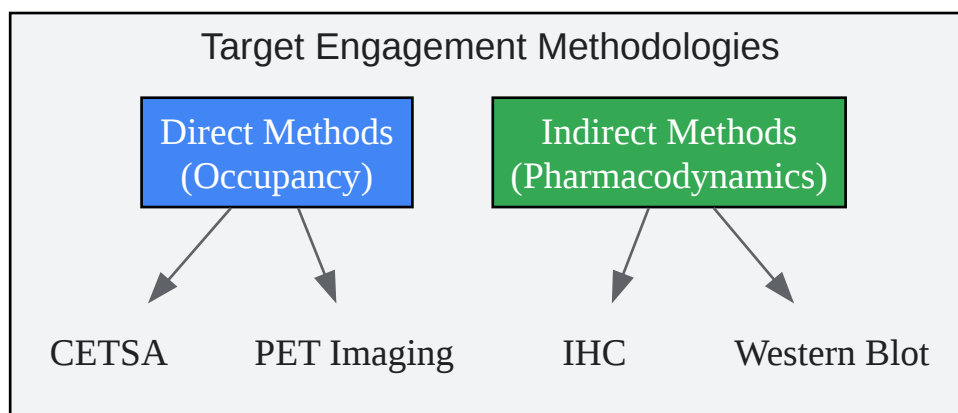 Target Engagement Methodologies
Direct Methods
(Occupancy)
Indirect Methods
(Pharmacodynamics)
CETSA
PET Imaging
IHC
Western Blot